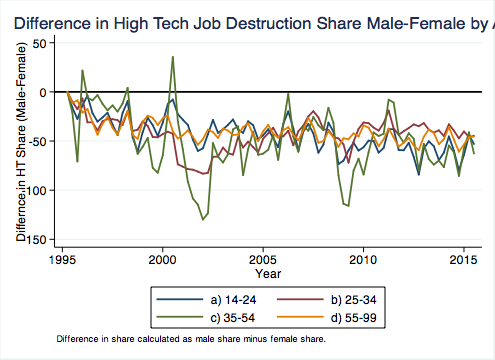 Difference in High Tech Job Destruction Share Male-Female by A
Difference in HT Share (Male-Female)
50
0
-50
-100
-150
1995
2000
2005
2010
2015
Year
a) 14-24
b) 25-34
c) 35-54
d) 55-99
Difference in share calculated as male share minus female share.